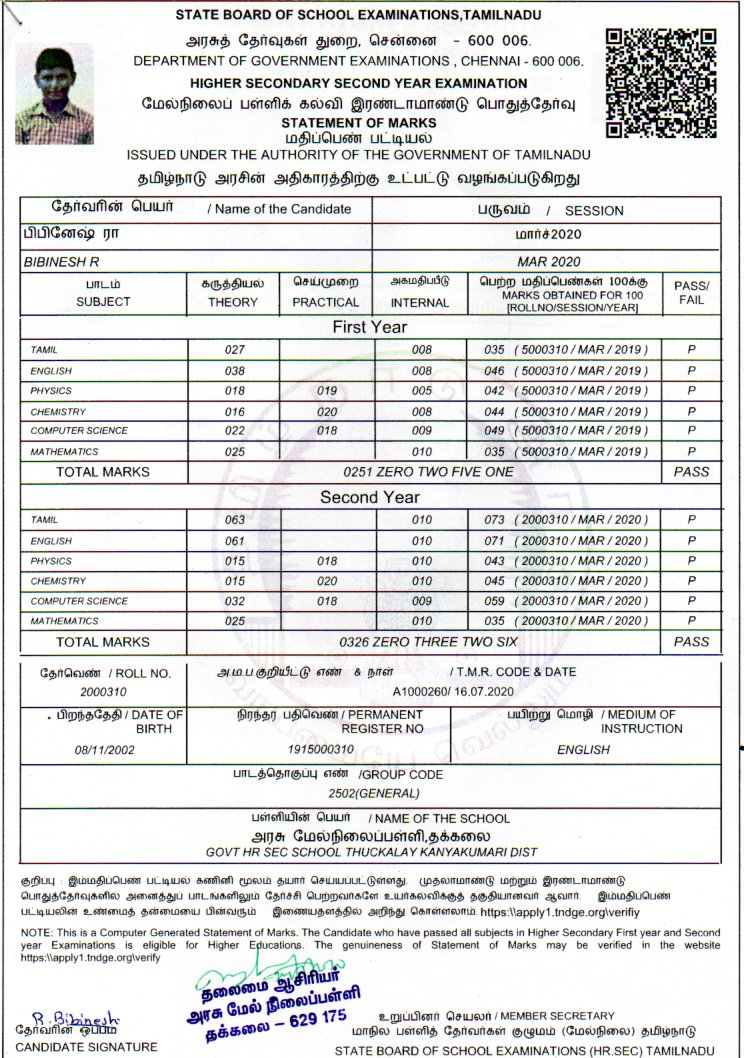 STATE BOARD OF SCHOOL EXAMINATIONS,TAMILNADU
அரசுத் தேர்வுகள் துறை, சென்னை - 600 006.
DEPARTMENT OF GOVERNMENT EXAMINATIONS , CHENNAI - 600 006.
HIGHER SECONDARY SECOND YEAR EXAMINATION
மேல்நிலைப் பள்ளிக் கல்வி இரண்டாமாண்டு பொதுத்தேர்வு
STATEMENT OF MARKS
மதிப்பெண் பட்டியல்
ISSUED UNDER THE AUTHORITY OF THE GOVERNMENT OF TAMILNADU
தமிழ்நாடு அரசின் அதிகாரத்திற்கு உட்பட்டு வழங்கப்படுகிறது
தேர்வரின் பெயர் / Name of the Candidate பருவம் / SESSION
பிபினேஷ் ரா மார்ச்2020
BIBINESH R MAR 2020
பாடம் கருத்தியல் செய்முறை அகமதிப்பீடு பெற்ற மதிப்பெண்கள் 100க்கு PASS/
SUBJECT THEORY PRACTICAL INTERNAL MARKS OBTAINED FOR 100 FAIL
[ROLLNO/SESSION/YEAR]
First Year
TAMIL 027 008 035 ( 5000310 / MAR / 2019 ) P
ENGLISH 038 008 046 ( 5000310 / MAR / 2019 ) P
PHYSICS 018 019 005 042 ( 5000310 / MAR / 2019 ) P
CHEMISTRY 016 020 008 044 ( 5000310 / MAR / 2019 ) P
COMPUTER SCIENCE 022 018 009 049 ( 5000310 / MAR / 2019 ) P
MATHEMATICS 025 010 035 ( 5000310 / MAR / 2019 ) P
TOTAL MARKS 0251 ZERO TWO FIVE ONE PASS
Second Year
TAMIL 063 010 073 ( 2000310 / MAR / 2020 ) P
ENGLISH 061 010 071 ( 2000310 / MAR / 2020 ) P
PHYSICS 015 018 010 043 ( 2000310 / MAR / 2020 ) P
CHEMISTRY 015 020 010 045 ( 2000310 / MAR / 2020 ) P
COMPUTER SCIENCE 032 018 009 059 ( 2000310 / MAR / 2020 ) P
MATHEMATICS 025 010 035 ( 2000310 / MAR / 2020 ) P
TOTAL MARKS 0326 ZERO THREE TWO SIX PASS
தேர்வெண் / ROLL NO. அ.ம.ப.குறியீட்டு எண் & நாள் / T.M.R. CODE & DATE
2000310 A1000260/ 16.07.2020
பிறந்ததேதி / DATE OF BIRTH நிரந்தர பதிவெண் / PERMANENT REGISTER NO பயிற்று மொழி / MEDIUM OF INSTRUCTION
08/11/2002 1915000310 ENGLISH
பாடத்தொகுப்பு எண் /GROUP CODE
2502(GENERAL)
பள்ளியின் பெயர் / NAME OF THE SCHOOL
அரசு மேல்நிலைப்பள்ளி,தக்கலை
GOVT HR SEC SCHOOL THUCKALAY KANYAKUMARI DIST
குறிப்பு : இம்மதிப்பெண் பட்டியல் கணினி மூலம் தயார் செய்யப்பட்டுள்ளது. முதலாமாண்டு மற்றும் இரண்டாமாண்டு
பொதுத்தேர்வுகளில் அனைத்துப் பாடங்களிலும் தேர்ச்சி பெற்றவர்களே உயர்கல்விக்குத் தகுதியானவர் ஆவார். இம்மதிப்பெண்
பட்டியலின் உண்மைத் தன்மையை பின்வரும் இணையதளத்தில் அறிந்து கொள்ளலாம். https:\\apply1.tndge.org\verifiy
NOTE: This is a Computer Generated Statement of Marks. The Candidate who have passed all subjects in Higher Secondary First year and Second
year Examinations is eligible for Higher Educations. The genuineness of Statement of Marks may be verified in the website
https:\\apply1.tndge.org\verify
தலைமை ஆசிரியர்
அரசு மேல் நிலைப்பள்ளி
தக்கலை – 629 175
R. Bibinesh
தேர்வரின் ஒப்பம்
CANDIDATE SIGNATURE
உறுப்பினர் செயலர் / MEMBER SECRETARY
மாநில பள்ளித் தேர்வுகள் குழுமம் (மேல்நிலை) தமிழ்நாடு
STATE BOARD OF SCHOOL EXAMINATIONS (HR.SEC) TAMILNADU